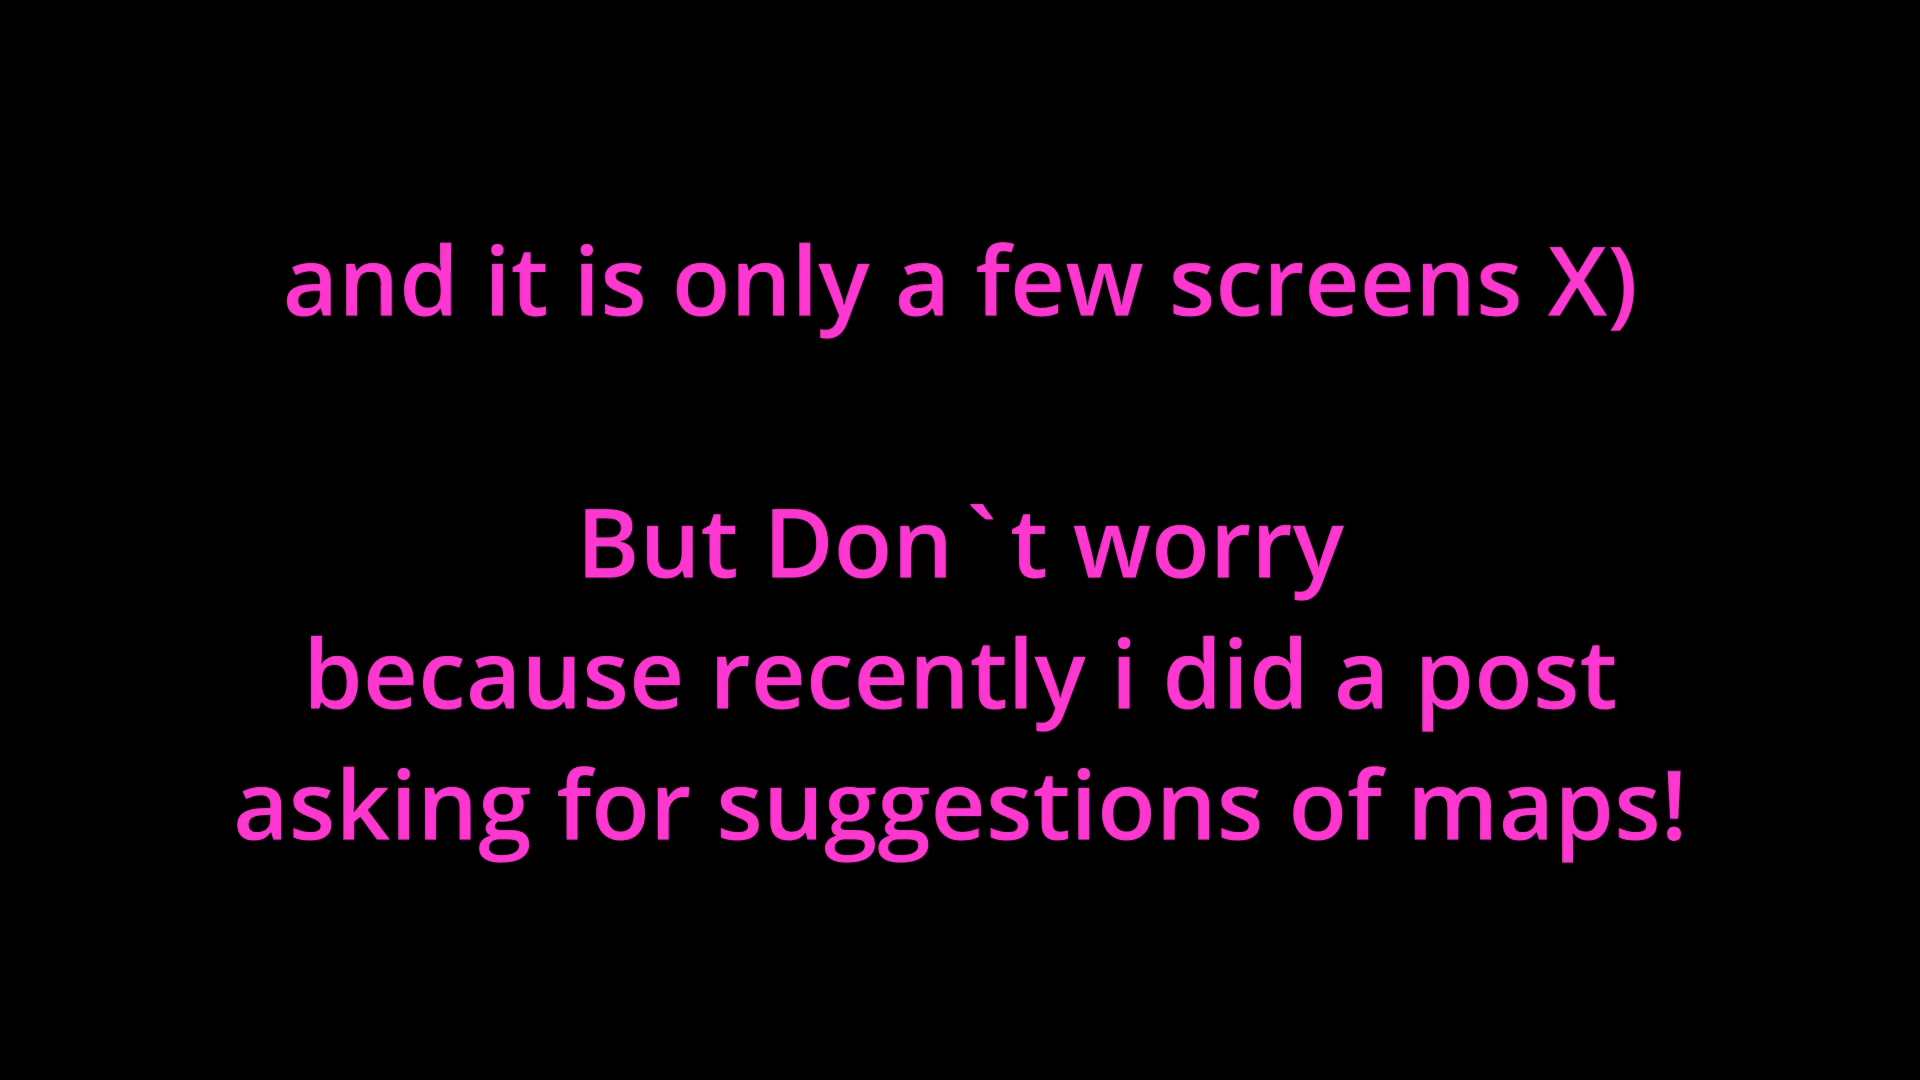 and it is only a few screens X)
But Don`t worry
because recently i did a post
asking for suggestions of maps!